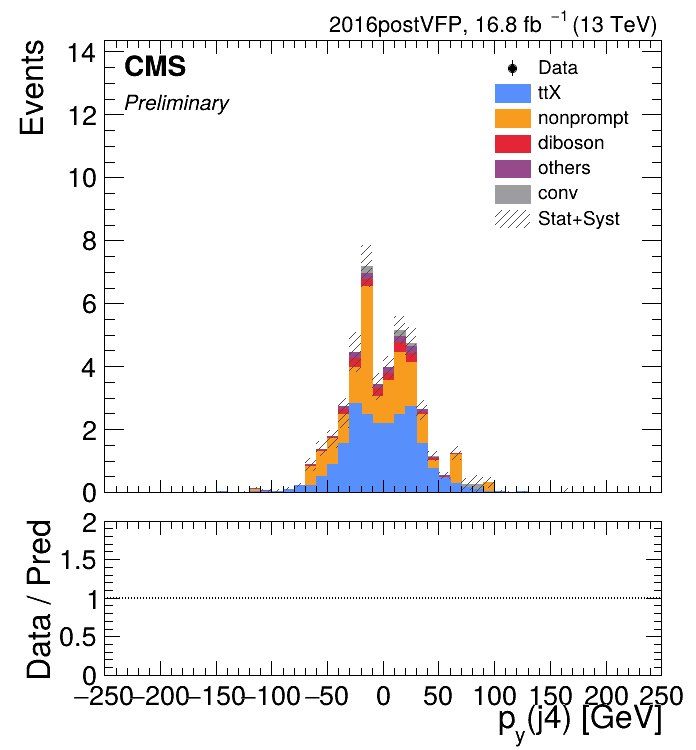 2016postVFP, 16.8 fb⁻¹ (13 TeV)
CMS
Preliminary
Data
ttX
nonprompt
diboson
others
conv
Stat+Syst
Events
14
12
10
8
6
4
2
0
Data / Pred
2
1.5
1
0.5
0
−250 −200 −150 −100 −50 0 50 100 150 200 250
p_y(j4) [GeV]